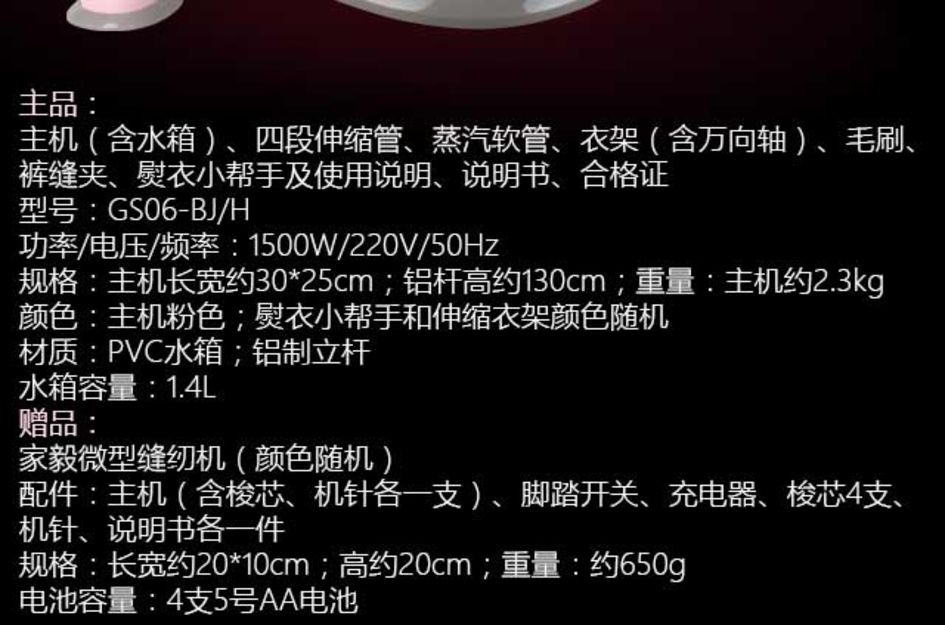 主品：
主机（含水箱）、四段伸缩管、蒸汽软管、衣架（含万向轴）、毛刷、
裤缝夹、熨衣小帮手及使用说明、说明书、合格证
型号：GS06-BJ/H
功率/电压/频率：1500W/220V/50Hz
规格：主机长宽约30*25cm；铝杆高约130cm；重量：主机约2.3kg
颜色：主机粉色；熨衣小帮手和伸缩衣架颜色随机
材质：PVC水箱；铝制立杆
水箱容量：1.4L
赠品：
家毅微型缝纫机（颜色随机）
配件：主机（含梭芯、机针各一支）、脚踏开关、充电器、梭芯4支、
机针、说明书各一件
规格：长宽约20*10cm；高约20cm；重量：约650g
电池容量：4支5号AA电池